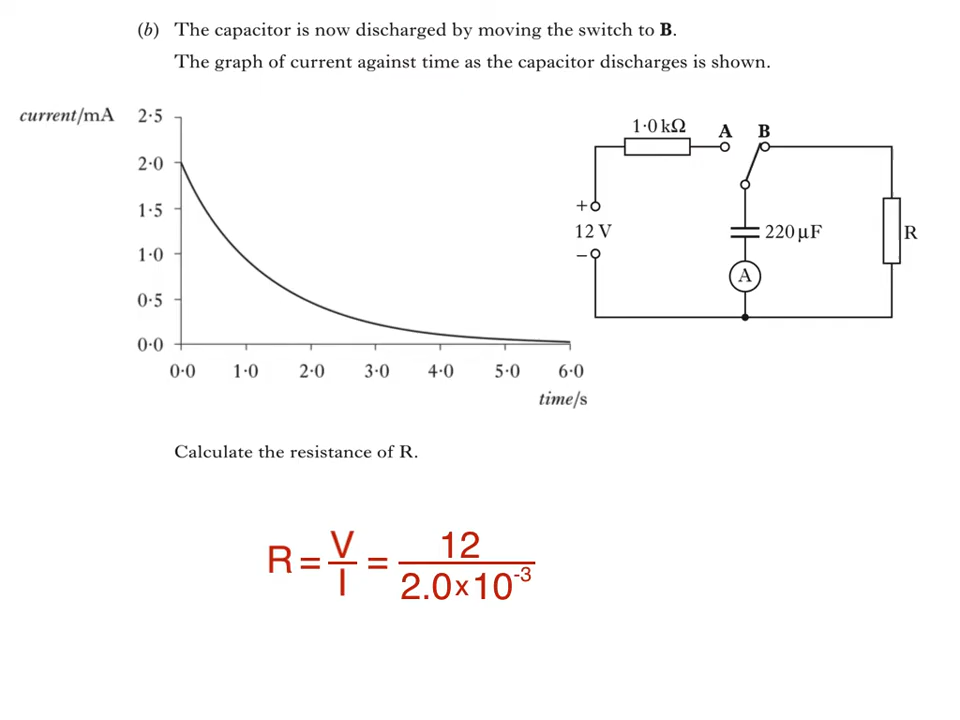 (b) The capacitor is now discharged by moving the switch to B.
The graph of current against time as the capacitor discharges is shown.
current/mA
2·5
2·0
1·5
1·0
0·5
0·0
0·0 1·0 2·0 3·0 4·0 5·0 6·0
time/s
1·0 kΩ
A B
+
12 V
−
220 μF
R
A
Calculate the resistance of R.
R = V/I = 12/2.0×10⁻³